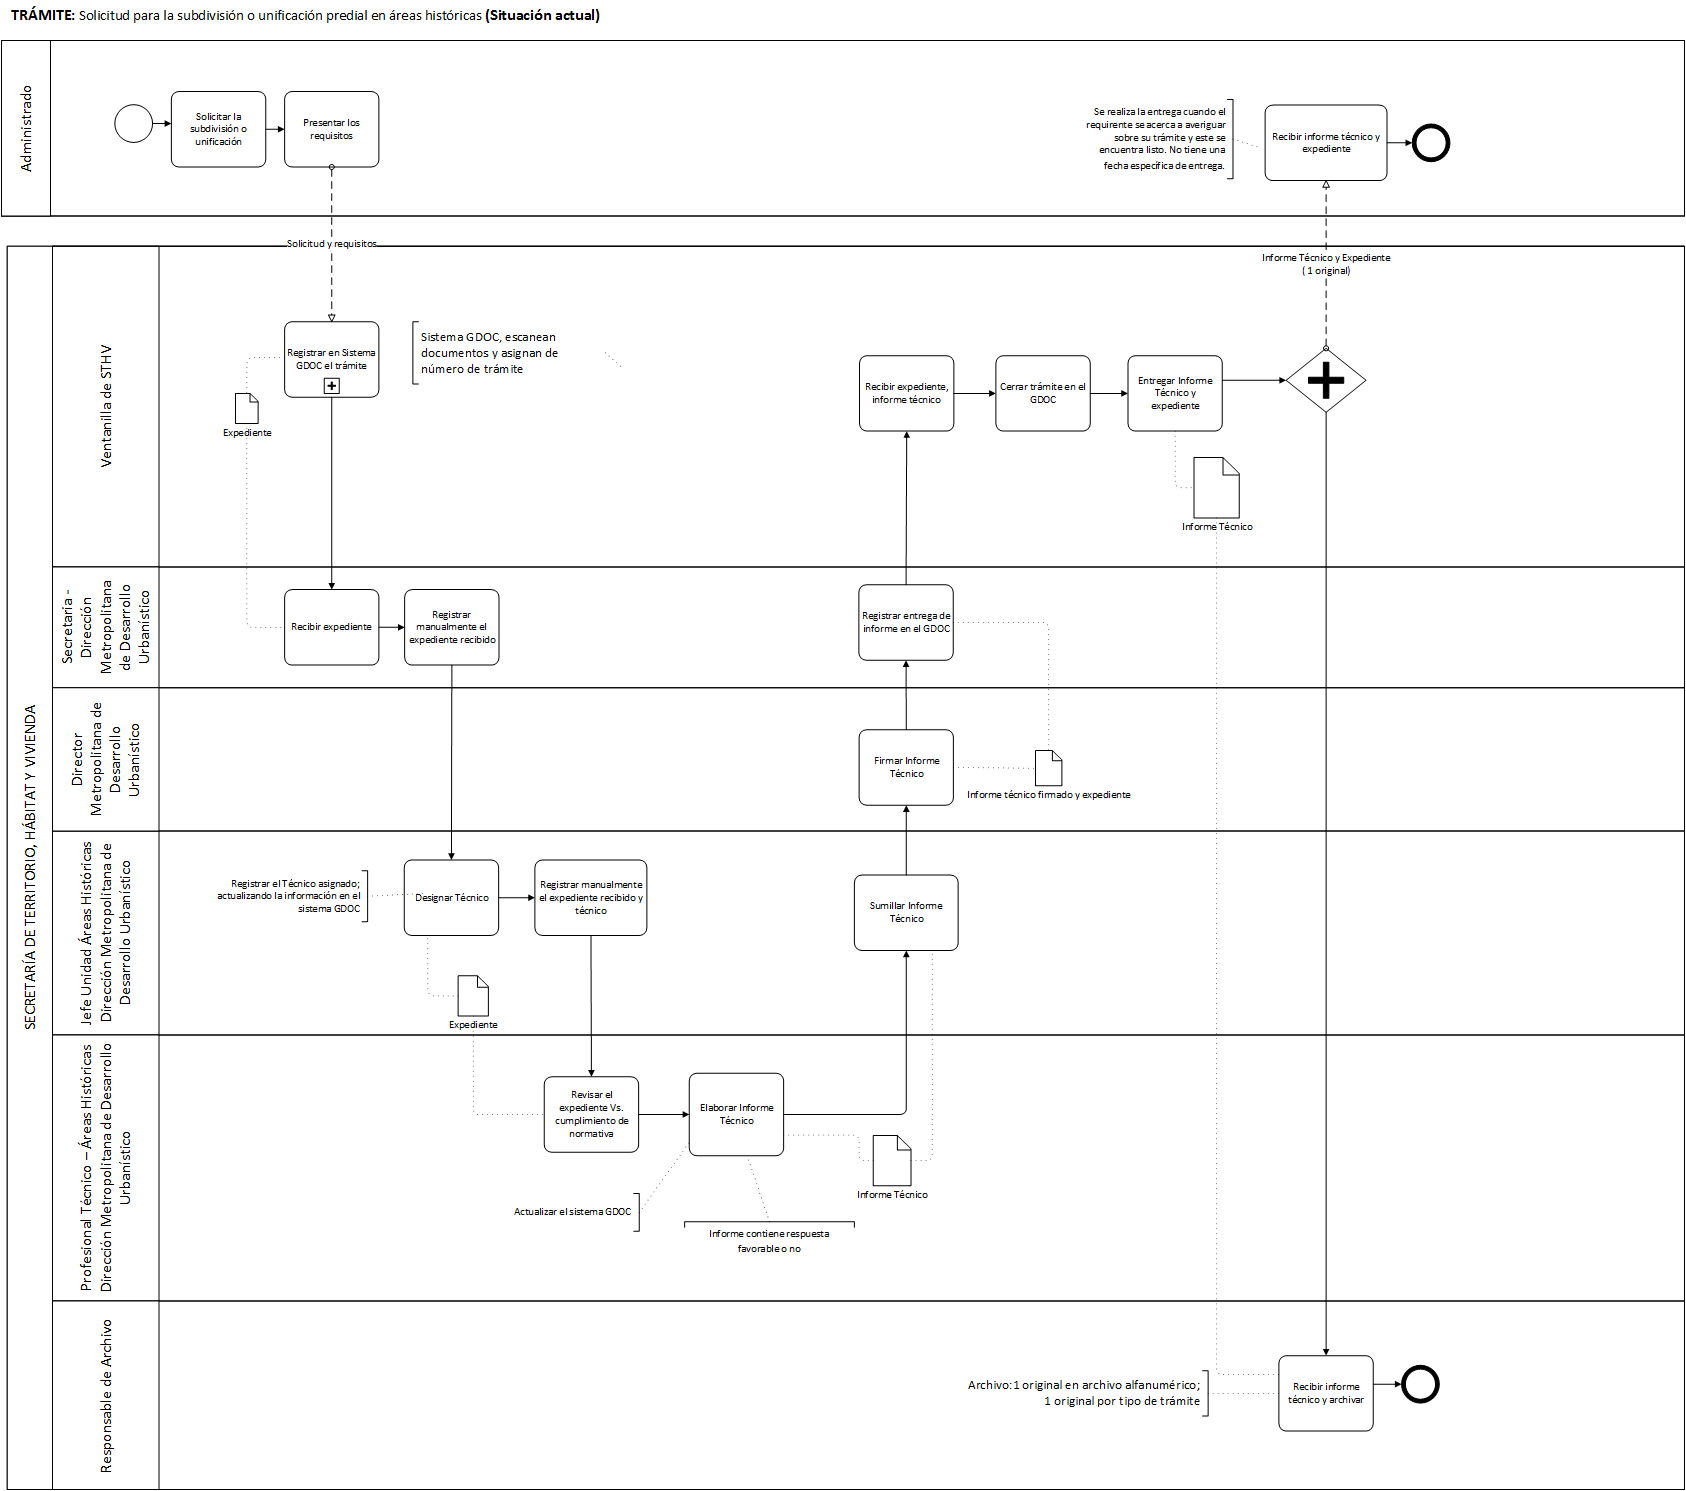 TRÁMITE: Solicitud para la subdivisión o unificación predial en áreas históricas (Situación actual)
Administrado
Solicitar la
subdivisión o
unificación
Presentar los
requisitos
Se realiza la entrega cuando el
requirente se acerca a averiguar
sobre su trámite y este se
encuentra listo. No tiene una
fecha específica de entrega.
Recibir informe técnico y
expediente
Solicitud y requisitos
Informe Técnico y Expediente
( 1 original)
SECRETARÍA DE TERRITORIO, HÁBITAT Y VIVIENDA
Ventanilla de STHV
Registrar en Sistema
GDOC el trámite
Sistema GDOC, escanean
documentos y asignan de
número de trámite
Expediente
Recibir expediente,
informe técnico
Cerrar trámite en el
GDOC
Entregar Informe
Técnico y
expediente
Informe Técnico
Secretaria -
Dirección
Metropolitana
de Desarrollo
Urbanístico
Recibir expediente
Registrar
manualmente el
expediente recibido
Registrar entrega de
informe en el GDOC
Director
Metropolitana de
Desarrollo
Urbanístico
Firmar Informe
Técnico
Informe técnico firmado y expediente
Jefe Unidad Áreas Históricas
Dirección Metropolitana de
Desarrollo Urbanístico
Registrar el Técnico asignado;
actualizando la información en el
sistema GDOC
Designar Técnico
Registrar manualmente
el expediente recibido y
técnico
Sumillar Informe
Técnico
Expediente
Profesional Técnico – Áreas Históricas
Dirección Metropolitana de Desarrollo
Urbanístico
Revisar el
expediente Vs.
cumplimiento de
normativa
Elaborar Informe
Técnico
Informe Técnico
Actualizar el sistema GDOC
Informe contiene respuesta
favorable o no
Responsable de Archivo
Archivo:1 original en archivo alfanumérico;
1 original por tipo de trámite
Recibir informe
técnico y archivar